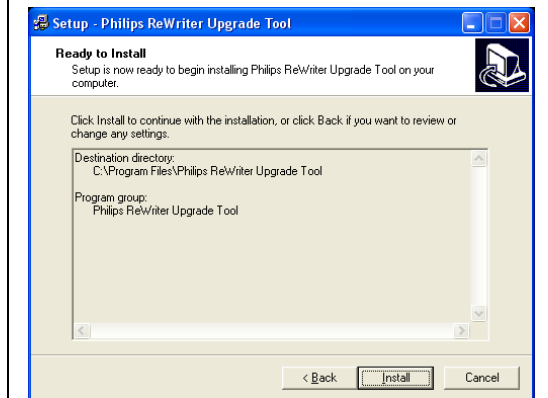 Setup - Philips ReWriter Upgrade Tool
Ready to Install
Setup is now ready to begin installing Philips ReWriter Upgrade Tool on your
computer.
Click Install to continue with the installation, or click Back if you want to review or
change any settings.
Destination directory:
C:\Program Files\Philips ReWriter Upgrade Tool
Program group:
Philips ReWriter Upgrade Tool
< Back
Install
Cancel